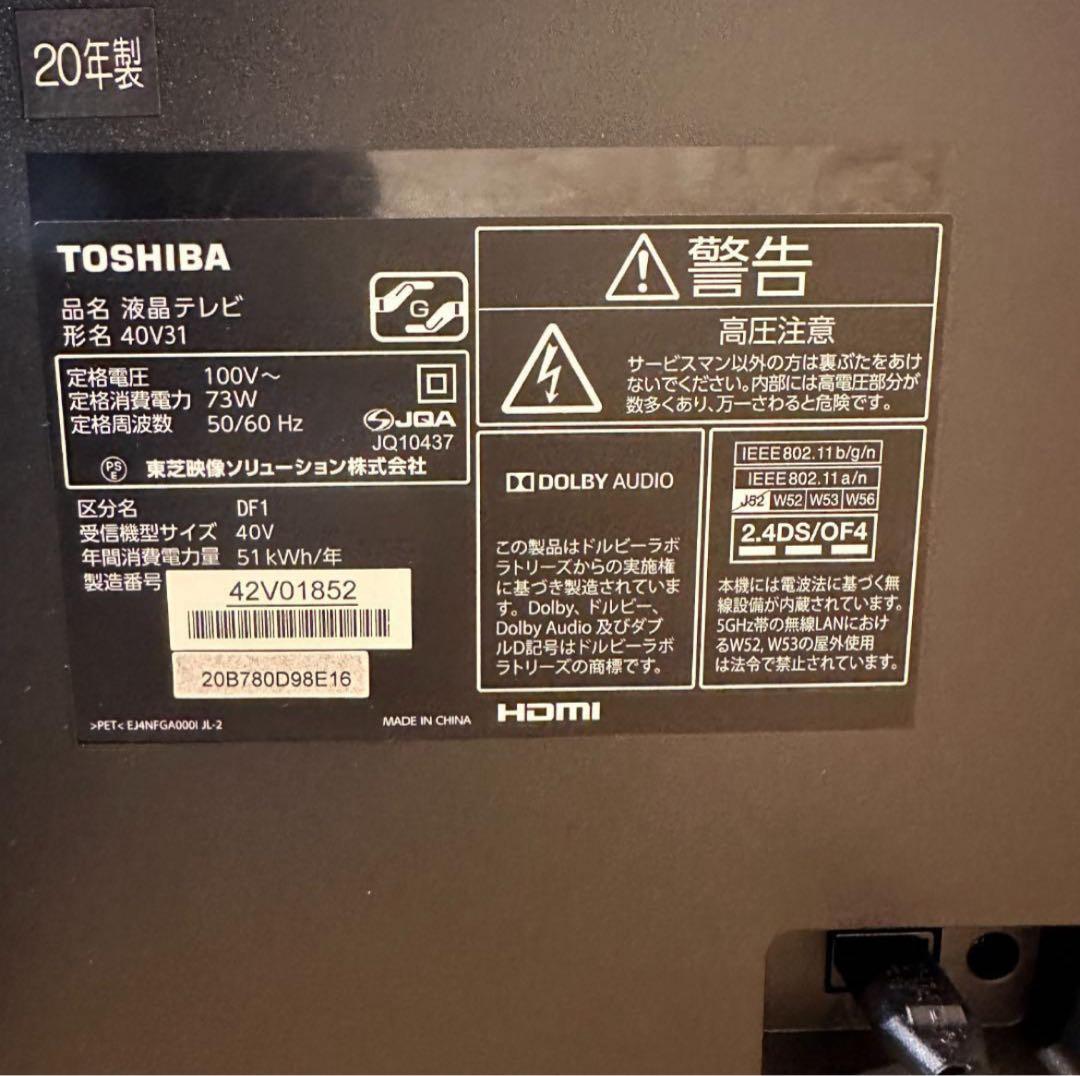 20年製
TOSHIBA
品名 液晶テレビ
形名 40V31
G
定格電圧 100V～
定格消費電力 73W
定格周波数 50/60 Hz
JQA
JQ10437
PS
E
東芝映像ソリューション株式会社
区分名 DF1
受信機型サイズ 40V
年間消費電力量 51kWh/年
製造番号
42V01852
20B780D98E16
>PET< EJ4NFGA000I JL-2
MADE IN CHINA
警告
高圧注意
サービスマン以外の方は裏ぶたをあけ
ないでください。内部には高電圧部分が
数多くあり、万一さわると危険です。
DOLBY AUDIO
この製品はドルビーラボ
ラトリーズからの実施権
に基づき製造されていま
す。Dolby、ドルビー、
Dolby Audio 及びダブ
ルD記号はドルビーラボ
ラトリーズの商標です。
HDMI
IEEE802.11b/g/n
IEEE802.11a/n
J52 W52 W53 W56
2.4DS/OF4
本機には電波法に基づく無
線設備が内蔵されています。
5GHz帯の無線LANにおけ
るW52, W53の屋外使用
は法令で禁止されています。